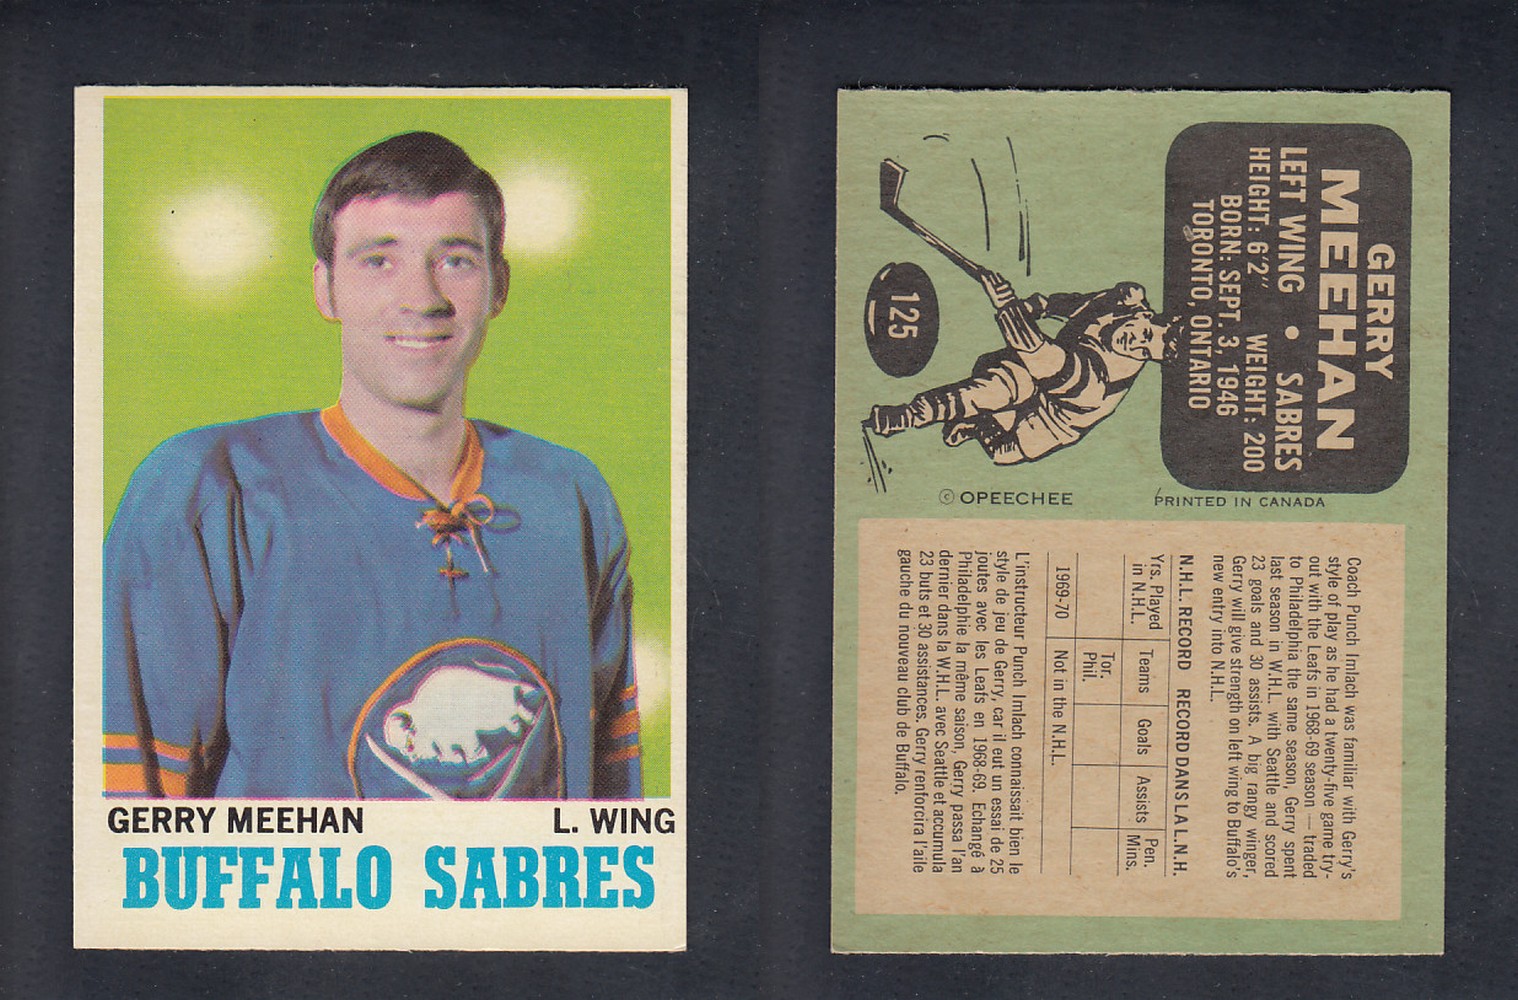 GERRY MEEHAN
L. WING
BUFFALO SABRES
GERRY
MEEHAN
LEFT WING • SABRES
HEIGHT: 6'2" WEIGHT: 200
BORN: SEPT. 3, 1946
TORONTO, ONTARIO
125
© OPEECHEE
PRINTED IN CANADA
Coach Punch Imlach was familiar with Gerry's
style of play as he had a twenty-five game try-
out with the Leafs in 1968-69 season — traded
to Philadelphia the same season, Gerry spent
last season in W.H.L. with Seattle and scored
23 goals and 30 assists. A big rangy winger,
Gerry will give strength on left wing to Buffalo's
new entry into N.H.L.
N.H.L. RECORD RECORD DANS LA L.N.H.
Yrs. Played in N.H.L. Teams Goals Assists Pen. Mins.
Tor.
Phil.
1969-70 Not in the N.H.L.
L'instructeur Punch Imlach connaissait bien le
style de jeu de Gerry, car il eut un essai de 25
joutes avec les Leafs en 1968-69. Echangé à
Philadelphie la même saison, Gerry passa l'an
dernier dans la W.H.L. avec Seattle et accumula
23 buts et 30 assistances. Gerry renforcira l'aile
gauche du nouveau club de Buffalo.